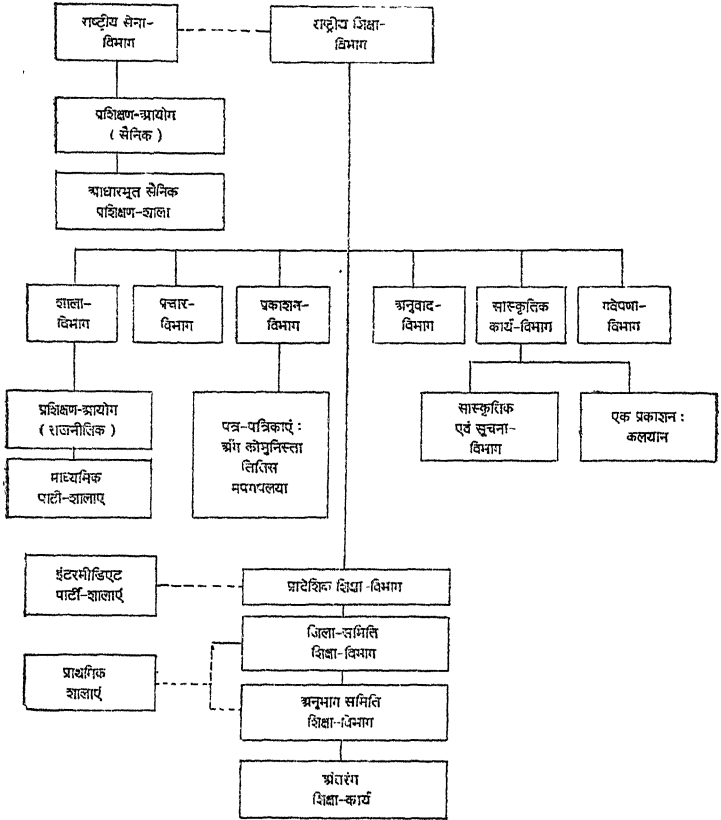 राष्ट्रीय सेना-
विभाग
राष्ट्रीय शिक्षा-
विभाग
प्रशिक्षण-आयोग
( सैनिक )
आधारभूत सैनिक
प्रशिक्षण-शाला
शाला-
विभाग
प्रचार-
विभाग
प्रकाशन-
विभाग
अनुवाद-
विभाग
सांस्कृतिक
कार्य-विभाग
गवेषणा-
विभाग
प्रशिक्षण-आयोग
( राजनीतिक )
माध्यमिक
पार्टी-शालाएं
पत्र-पत्रिकाएं :
अंग कोमुनिस्ता
तितिस
मपगपलया
सांस्कृतिक
एवं सूचना-
विभाग
एक प्रकाशन :
कलयान
इंटरमीडिएट
पार्टी-शालाएं
प्रादेशिक शिक्षा-विभाग
जिला-समिति
शिक्षा-विभाग
प्राथमिक
शालाएं
अनुभाग समिति
शिक्षा-विभाग
अंतरंग
शिक्षा-कार्य